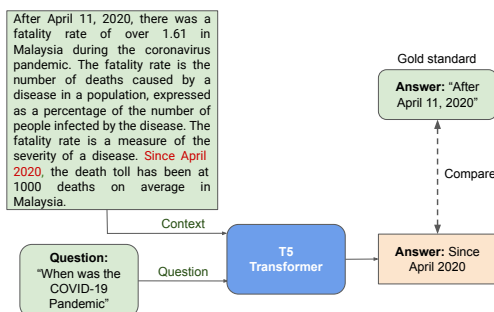 After April 11, 2020, there was a
fatality rate of over 1.61 in
Malaysia during the coronavirus
pandemic. The fatality rate is the
number of deaths caused by a
disease in a population, expressed
as a percentage of the number of
people infected by the disease. The
fatality rate is a measure of the
severity of a disease. Since April
2020, the death toll has been at
1000 deaths on average in
Malaysia.
Gold standard
Answer: “After
April 11, 2020”
Compare
Context
Question:
“When was the
COVID-19
Pandemic”
Question
T5
Transformer
Answer: Since
April 2020